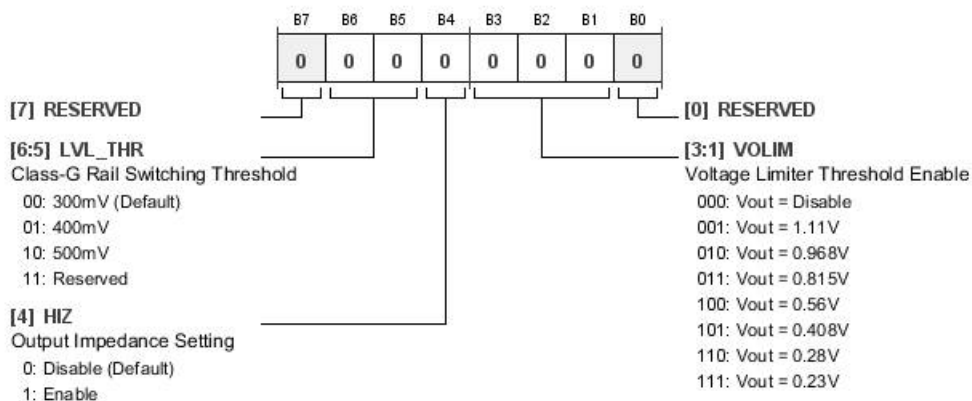 B7 B6 B5 B4 B3 B2 B1 B0
0 0 0 0 0 0 0 0
[7] RESERVED
[6:5] LVL_THR
Class-G Rail Switching Threshold
00: 300mV (Default)
01: 400mV
10: 500mV
11: Reserved
[4] HIZ
Output Impedance Setting
0: Disable (Default)
1: Enable
[0] RESERVED
[3:1] VOLIM
Voltage Limiter Threshold Enable
000: Vout = Disable
001: Vout = 1.11V
010: Vout = 0.968V
011: Vout = 0.815V
100: Vout = 0.56V
101: Vout = 0.408V
110: Vout = 0.28V
111: Vout = 0.23V